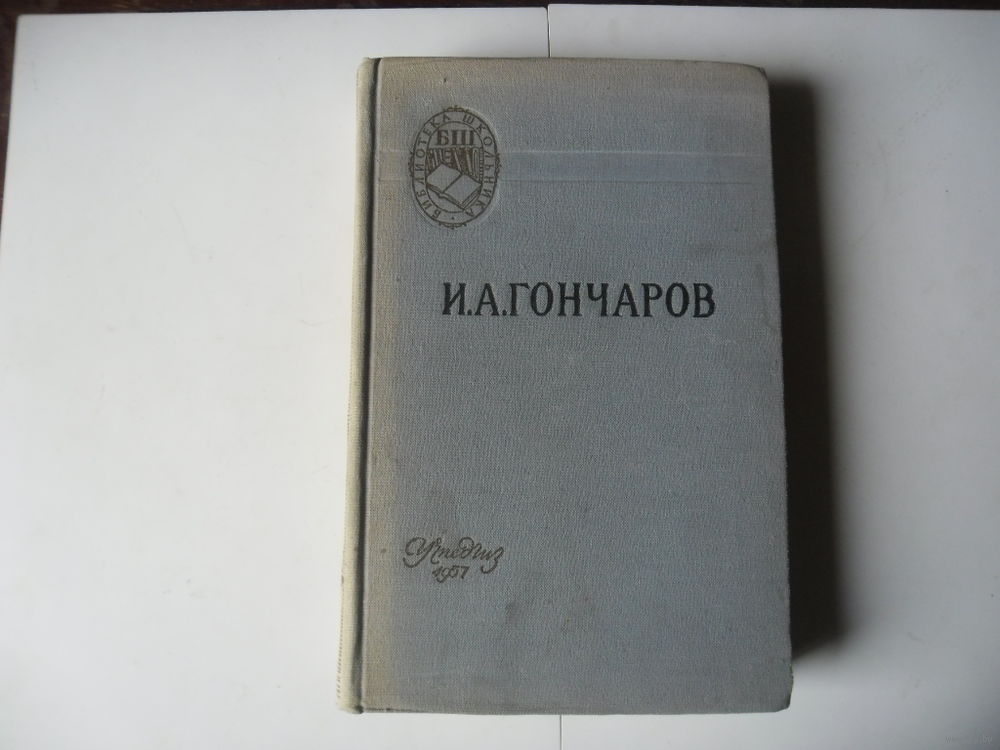 БИБЛИОТЕКА ШКОЛЬНИКА
БШ
И.А.ГОНЧАРОВ
Учпедгиз
1957